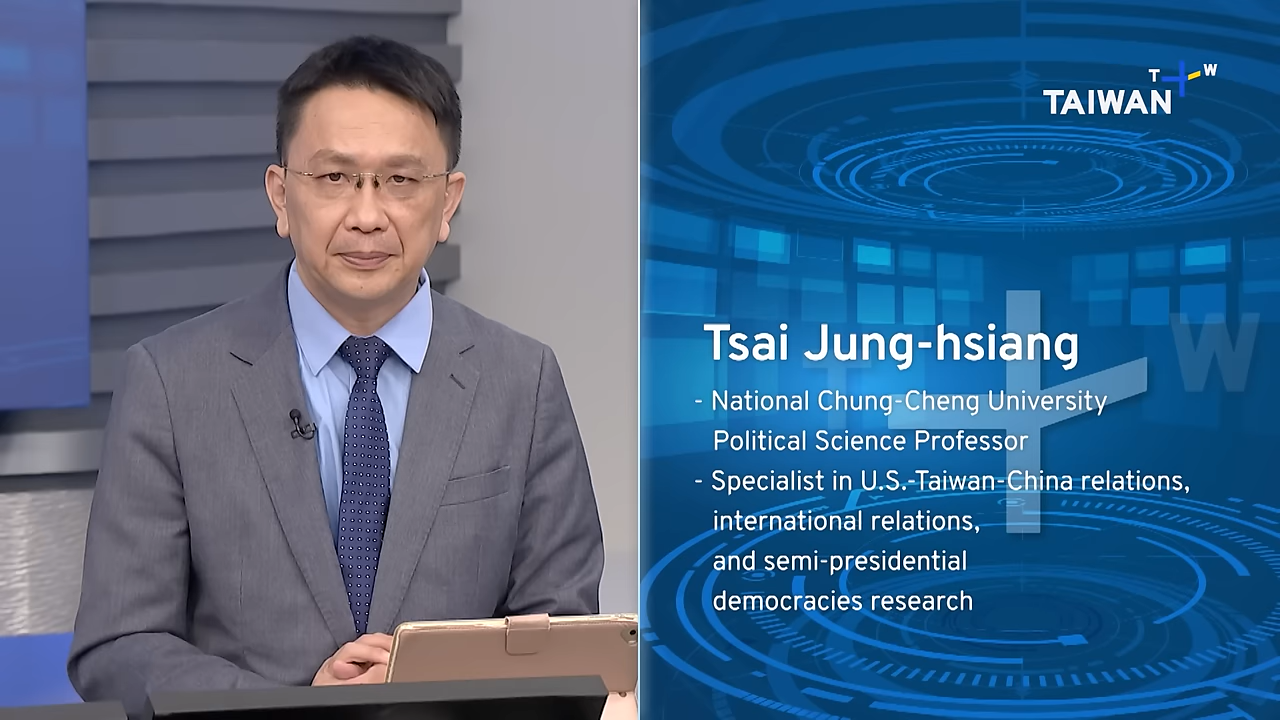 T W
TAIWAN
Tsai Jung-hsiang
- National Chung-Cheng University
Political Science Professor
- Specialist in U.S.-Taiwan-China relations,
international relations,
and semi-presidential
democracies research
T W